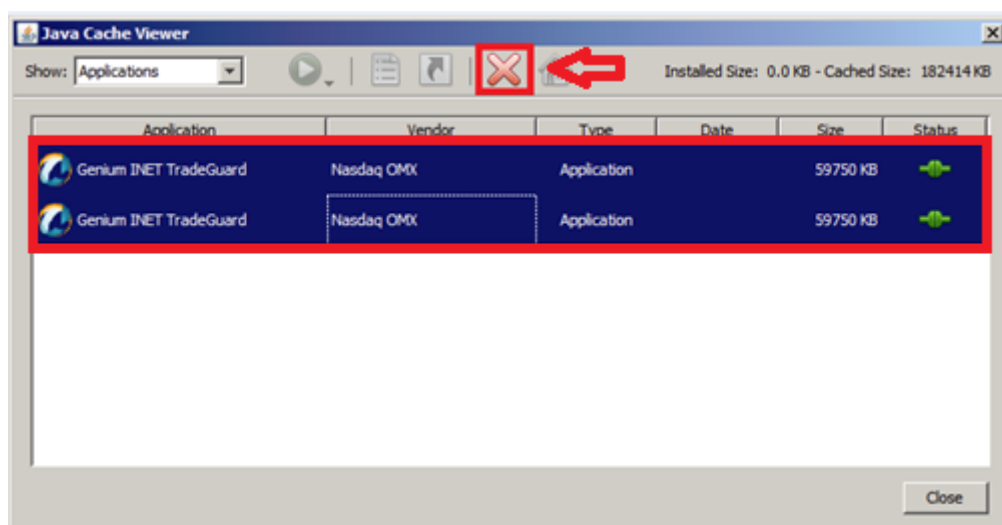 Java Cache Viewer
Show: Applications Installed Size: 0.0 KB - Cached Size: 182414 KB
Application Vendor Type Date Size Status
Genium INET TradeGuard Nasdaq OMX Application 59750 KB
Genium INET TradeGuard Nasdaq OMX Application 59750 KB
Close